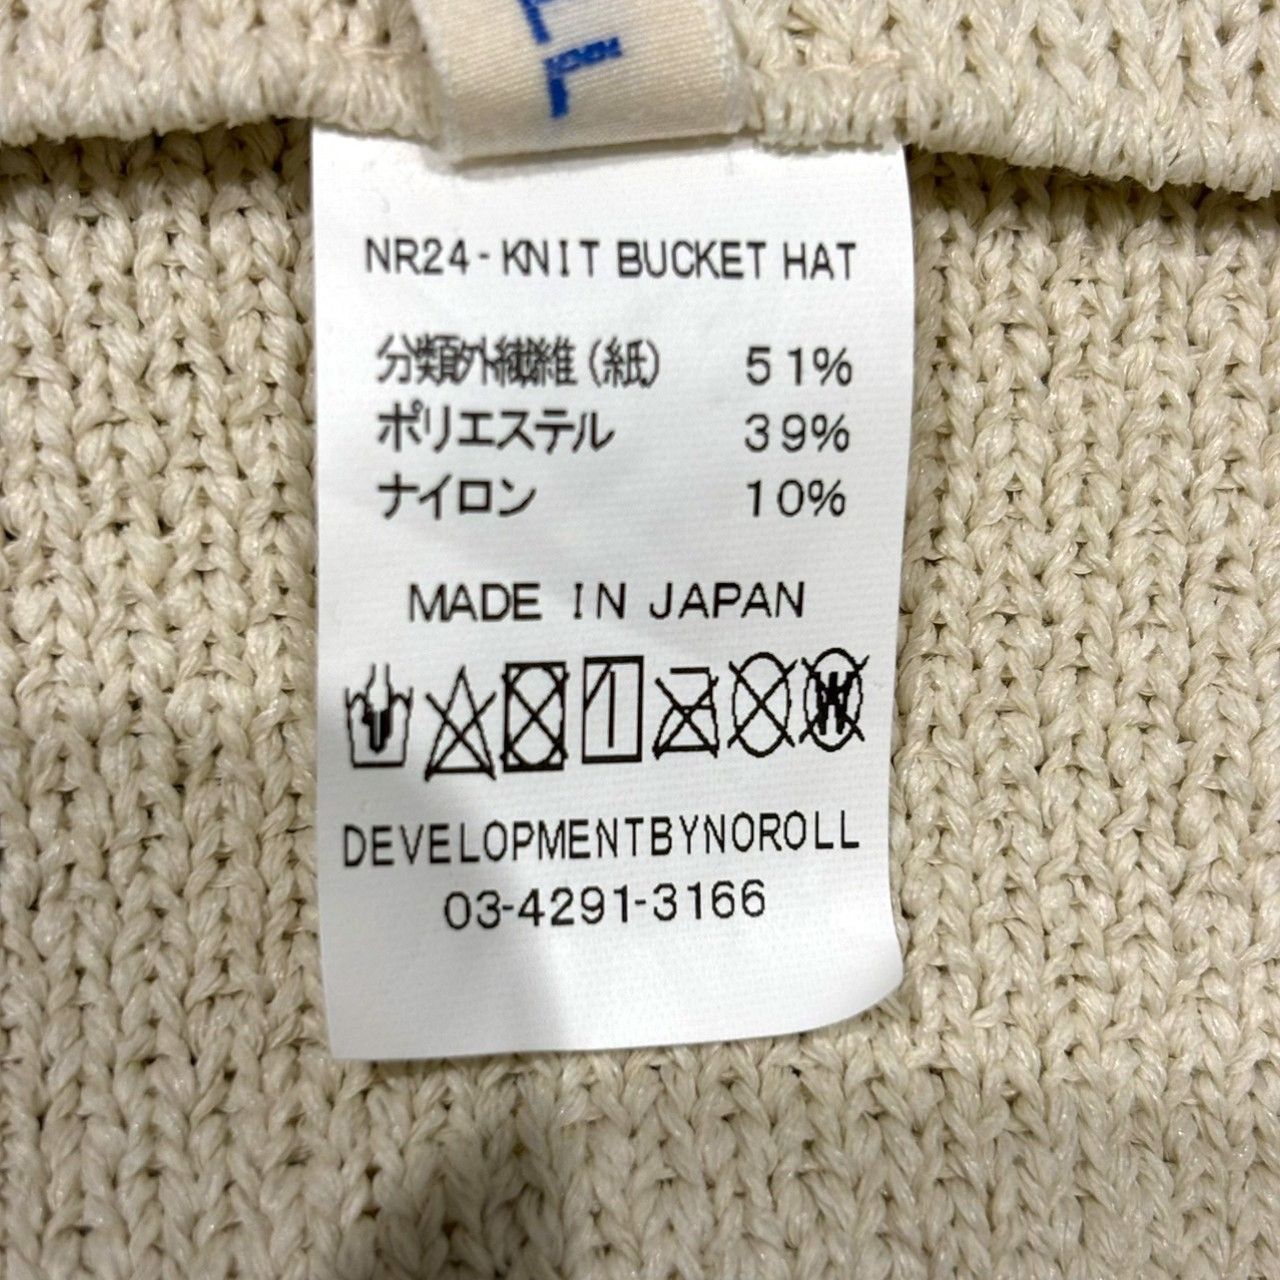 NR24-KNIT BUCKET HAT
分類外繊維(紙) 51%
ポリエステル 39%
ナイロン 10%
MADE IN JAPAN
DEVELOPMENTBYNOROLL
03-4291-3166